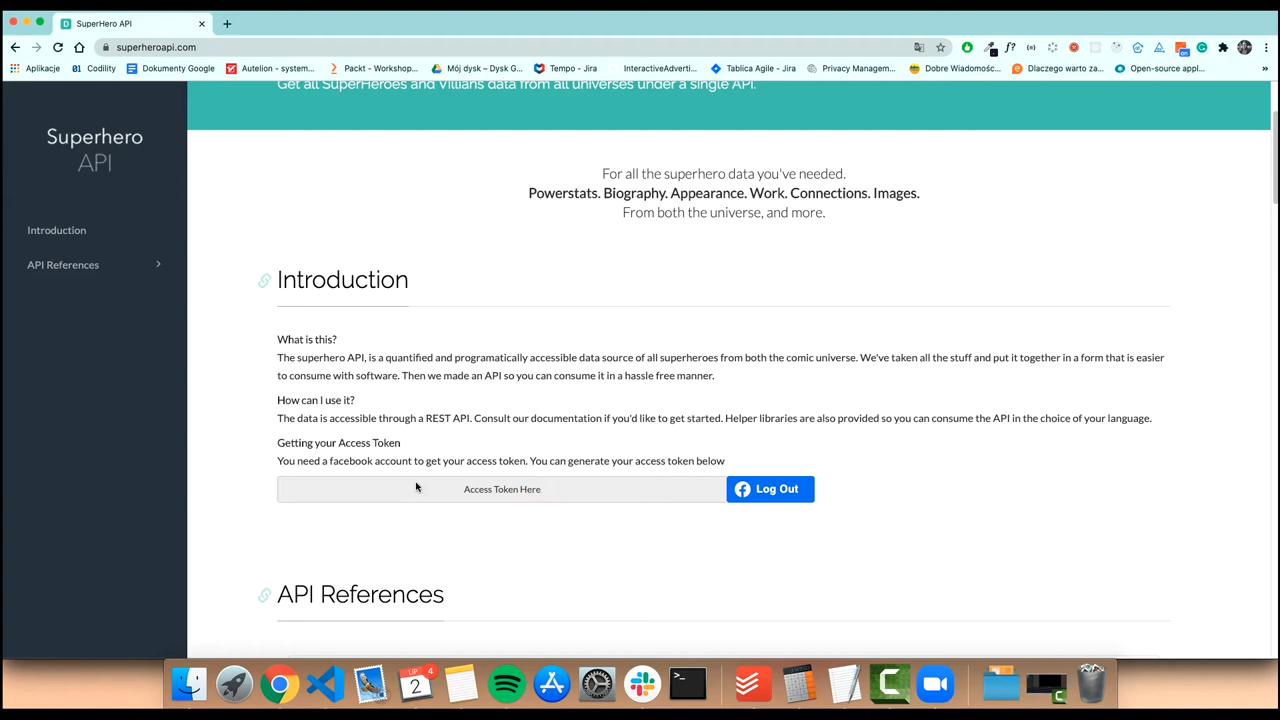 SuperHero API
superheroapi.com
Aplikacje
Codility
Dokumenty Google
Autelion - system...
Packt - Workshop...
Mój dysk – Dysk G...
Tempo - Jira
InteractiveAdverti...
Tablica Agile - Jira
Privacy Managem...
Dobre Wiadomośc...
Dlaczego warto za...
Open-source appl...
Get all SuperHeroes and Villians data from all universes under a single API.
Superhero
API
Introduction
API References
For all the superhero data you've needed.
Powerstats. Biography. Appearance. Work. Connections. Images.
From both the universe, and more.
Introduction
What is this?
The superhero API, is a quantified and programatically accessible data source of all superheroes from both the comic universe. We've taken all the stuff and put it together in a form that is easier
to consume with software. Then we made an API so you can consume it in a hassle free manner.
How can I use it?
The data is accessible through a REST API. Consult our documentation if you'd like to get started. Helper libraries are also provided so you can consume the API in the choice of your language.
Getting your Access Token
You need a facebook account to get your access token. You can generate your access token below
Access Token Here
Log Out
API References
LIP
4
2